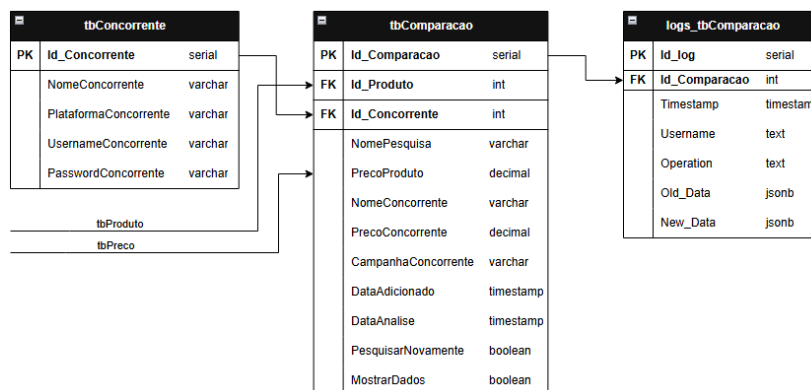 tbConcorrente
PK Id_Concorrente serial
NomeConcorrente varchar
PlataformaConcorrente varchar
UsernameConcorrente varchar
PasswordConcorrente varchar
tbProduto
tbPreco
tbComparacao
PK Id_Comparacao serial
FK Id_Produto int
FK Id_Concorrente int
NomePesquisa varchar
PrecoProduto decimal
NomeConcorrente varchar
PrecoConcorrente decimal
CampanhaConcorrente varchar
DataAdicionado timestamp
DataAnalise timestamp
PesquisarNovamente boolean
MostrarDados boolean
logs_tbComparacao
PK Id_log serial
FK Id_Comparacao int
Timestamp timestam
Username text
Operation text
Old_Data jsonb
New_Data jsonb